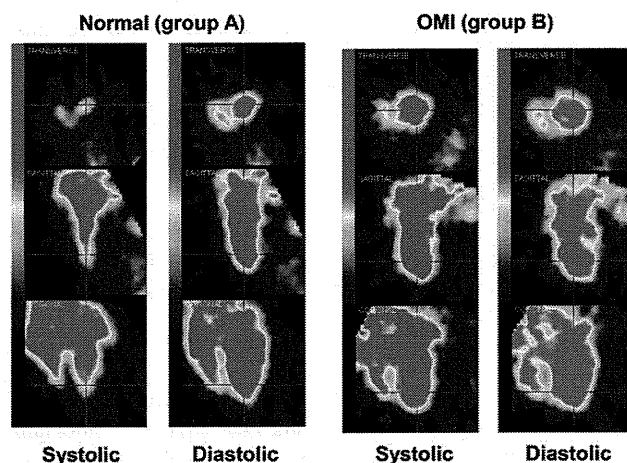 Normal (group A) OMI (group B)
TRANSVERSE TRANSVERSE TRANSVERSE TRANSVERSE
SAGITTAL SAGITTAL SAGITTAL SAGITTAL
Systolic Diastolic Systolic Diastolic